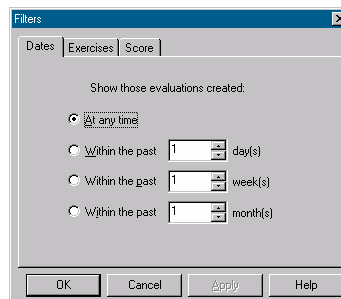 Filters
Dates Exercises Score
Show those evaluations created:
At any time
Within the past 1 day(s)
Within the past 1 week(s)
Within the past 1 month(s)
OK Cancel Apply Help